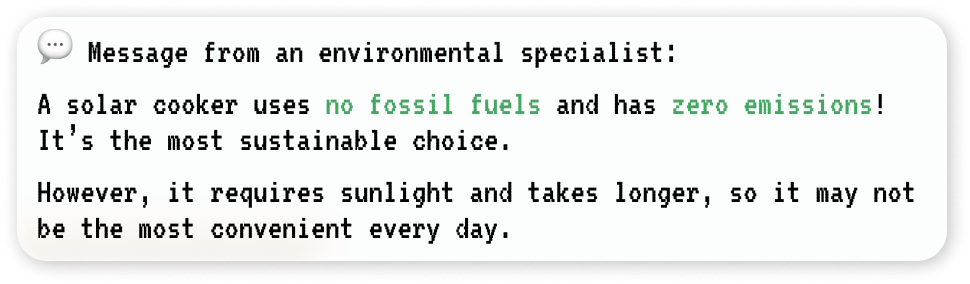 Message from an environmental specialist:
A solar cooker uses no fossil fuels and has zero emissions!
It's the most sustainable choice.
However, it requires sunlight and takes longer, so it may not
be the most convenient every day.